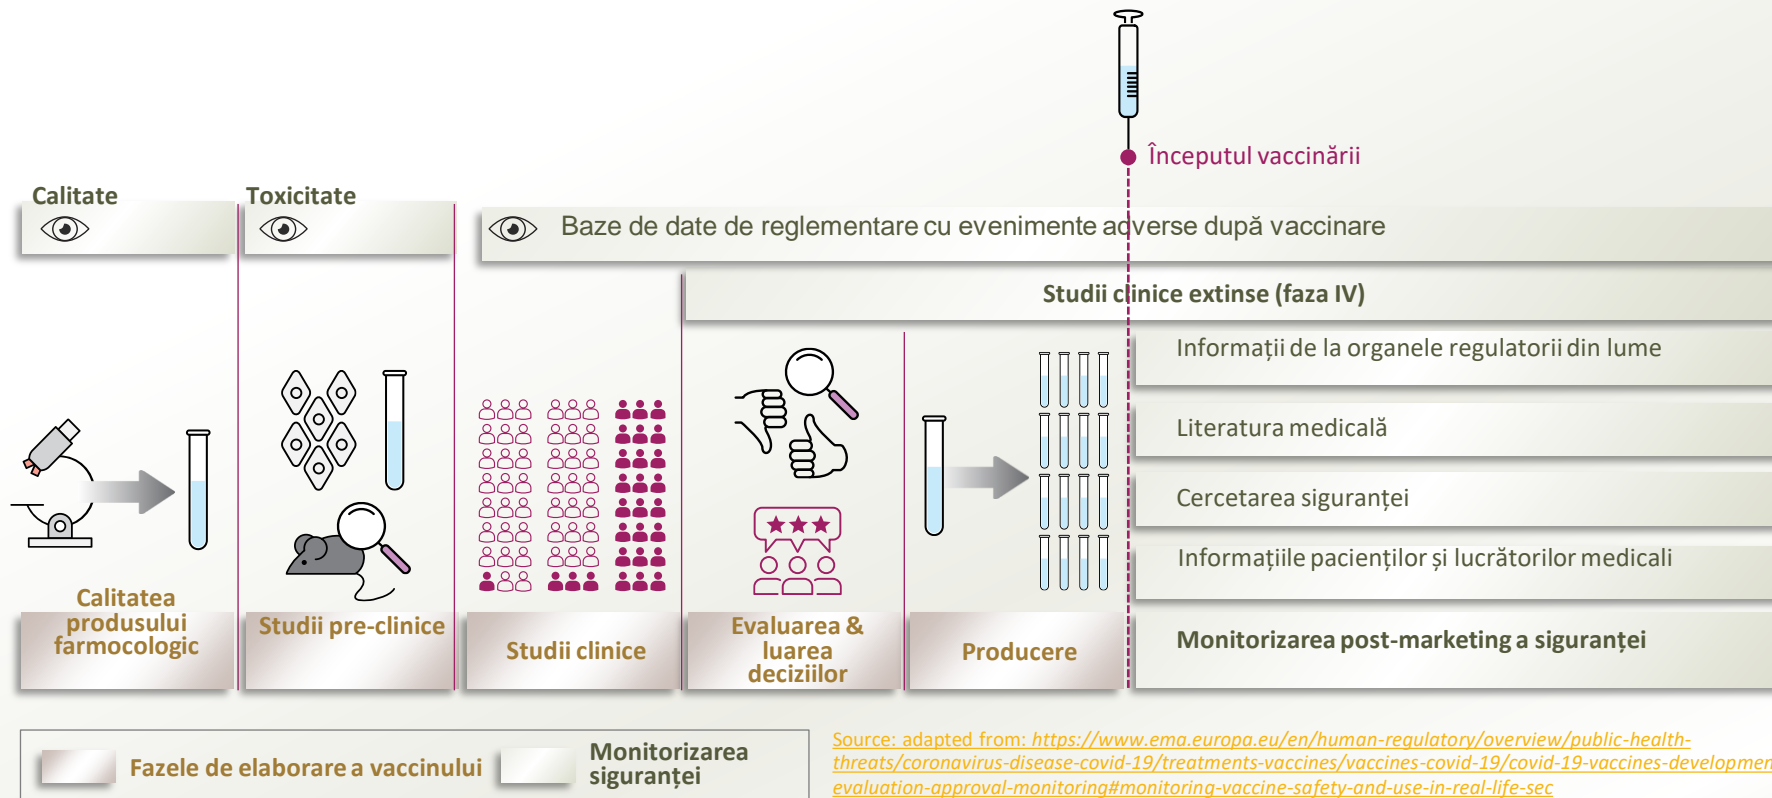 Începutul vaccinării
Calitate
Toxicitate
Baze de date de reglementare cu evenimente adverse după vaccinare
Studii clinice extinse (faza IV)
Informații de la organele regulatorii din lume
Literatura medicală
Cercetarea siguranței
Informațiile pacienților și lucrătorilor medicali
Monitorizarea post-marketing a siguranței
Calitatea
produsului
farmocologic
Studii pre-clinice
Studii clinice
Evaluarea &
luarea
deciziilor
Producere
Fazele de elaborare a vaccinului
Monitorizarea
siguranței
Source: adapted from: https://www.ema.europa.eu/en/human-regulatory/overview/public-health-
threats/coronavirus-disease-covid-19/treatments-vaccines/vaccines-covid-19/covid-19-vaccines-developmen
evaluation-approval-monitoring#monitoring-vaccine-safety-and-use-in-real-life-sec